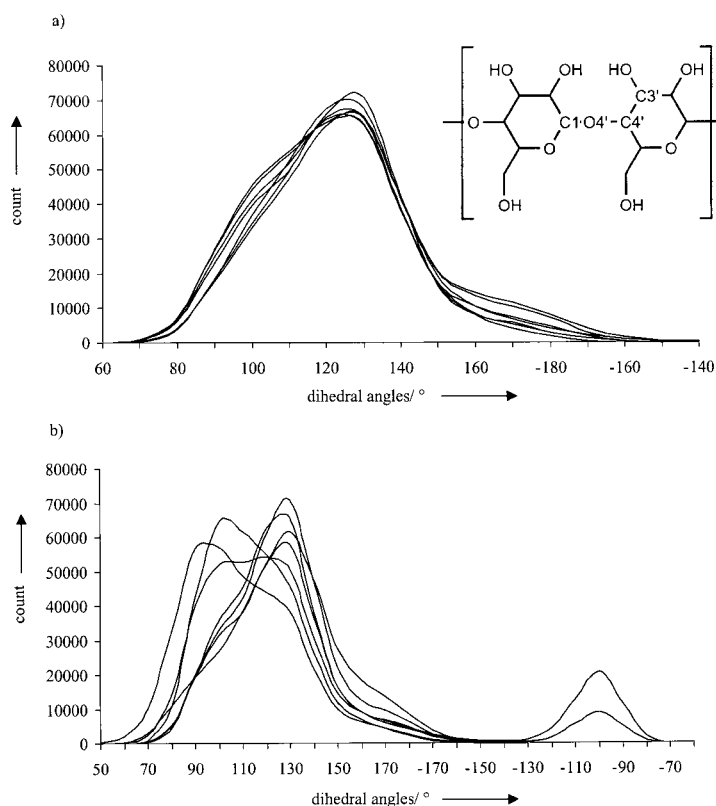 a)
80000
70000
60000
50000
40000
30000
20000
10000
0
count
60 80 100 120 140 160 -180 -160 -140
dihedral angles/ °
HO OH HO OH
C3'
O C1 O4' C4'
O O
OH OH
b)
80000
70000
60000
50000
40000
30000
20000
10000
0
count
50 70 90 110 130 150 170 -170 -150 -130 -110 -90 -70
dihedral angles/ °